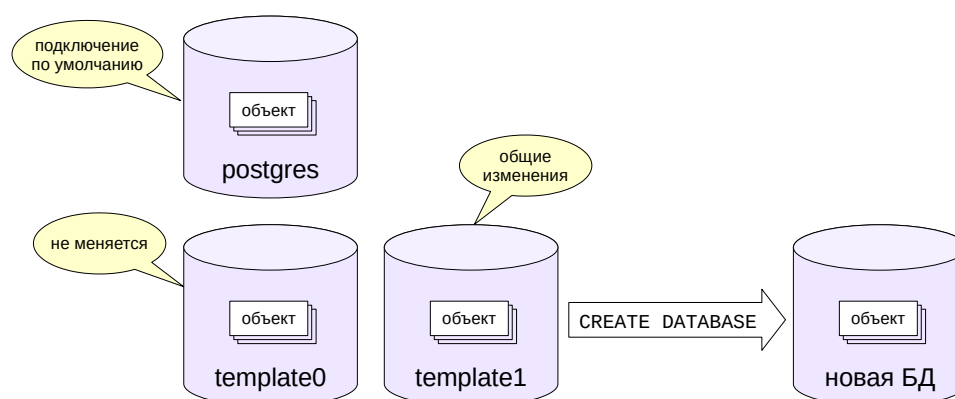 подключение
по умолчанию
объект
postgres
общие
изменения
не меняется
объект
template0
объект
template1
CREATE DATABASE
объект
новая БД